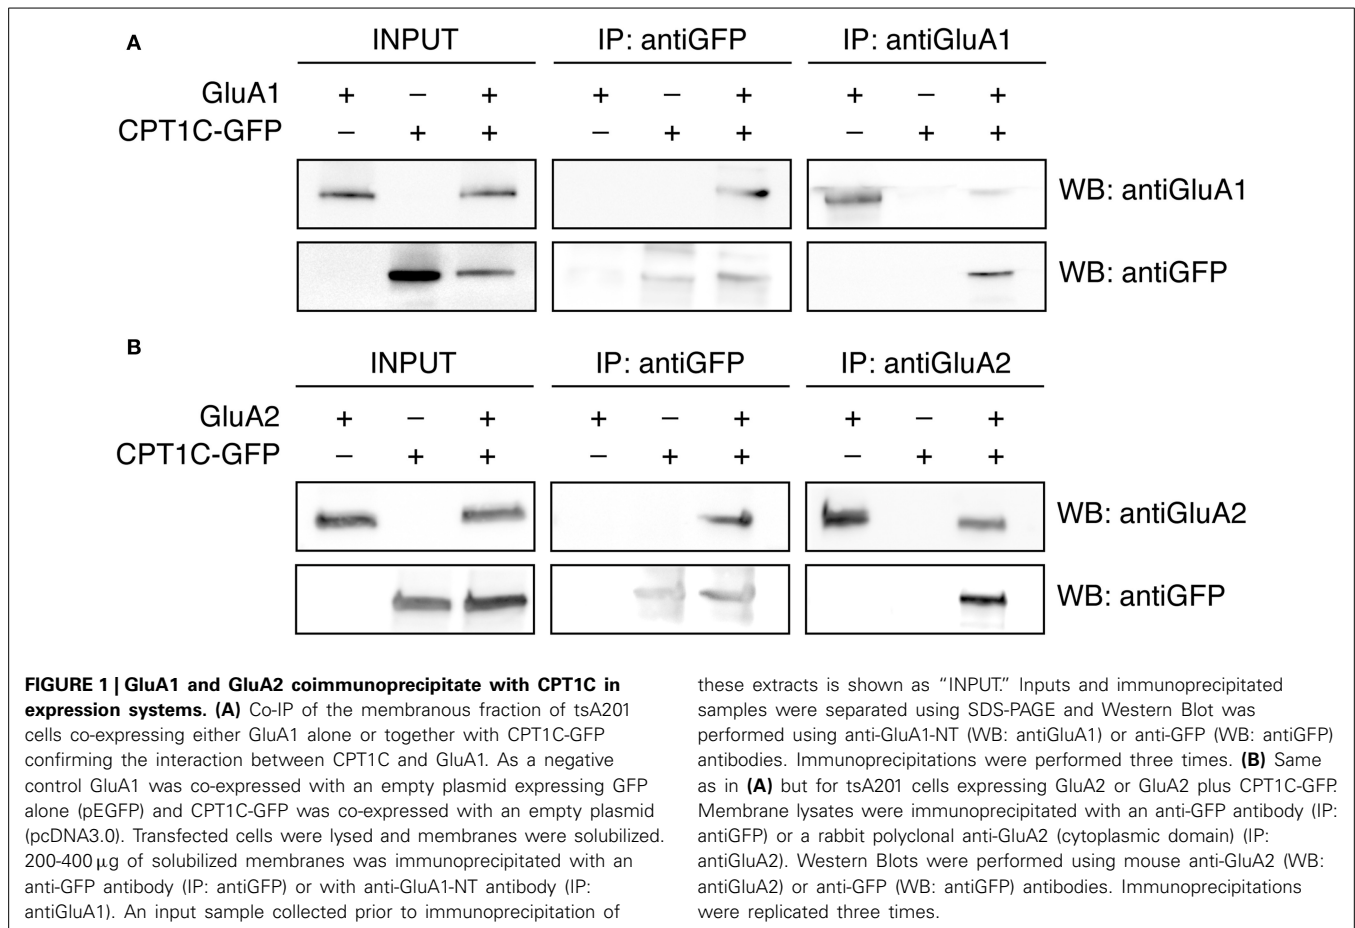 A
INPUT IP: antiGFP IP: antiGluA1
GluA1 + – + + – + + – +
CPT1C-GFP – + + – + + – + +
WB: antiGluA1
WB: antiGFP
B
INPUT IP: antiGFP IP: antiGluA2
GluA2 + – + + – + + – +
CPT1C-GFP – + + – + + – + +
WB: antiGluA2
WB: antiGFP
FIGURE 1 | GluA1 and GluA2 coimmunoprecipitate with CPT1C in
expression systems. (A) Co-IP of the membranous fraction of tsA201
cells co-expressing either GluA1 alone or together with CPT1C-GFP
confirming the interaction between CPT1C and GluA1. As a negative
control GluA1 was co-expressed with an empty plasmid expressing GFP
alone (pEGFP) and CPT1C-GFP was co-expressed with an empty plasmid
(pcDNA3.0). Transfected cells were lysed and membranes were solubilized.
200-400 μg of solubilized membranes was immunoprecipitated with an
anti-GFP antibody (IP: antiGFP) or with anti-GluA1-NT antibody (IP:
antiGluA1). An input sample collected prior to immunoprecipitation of
these extracts is shown as “INPUT.” Inputs and immunoprecipitated
samples were separated using SDS-PAGE and Western Blot was
performed using anti-GluA1-NT (WB: antiGluA1) or anti-GFP (WB: antiGFP)
antibodies. Immunoprecipitations were performed three times. (B) Same
as in (A) but for tsA201 cells expressing GluA2 or GluA2 plus CPT1C-GFP.
Membrane lysates were immunoprecipitated with an anti-GFP antibody (IP:
antiGFP) or a rabbit polyclonal anti-GluA2 (cytoplasmic domain) (IP:
antiGluA2). Western Blots were performed using mouse anti-GluA2 (WB:
antiGluA2) or anti-GFP (WB: antiGFP) antibodies. Immunoprecipitations
were replicated three times.